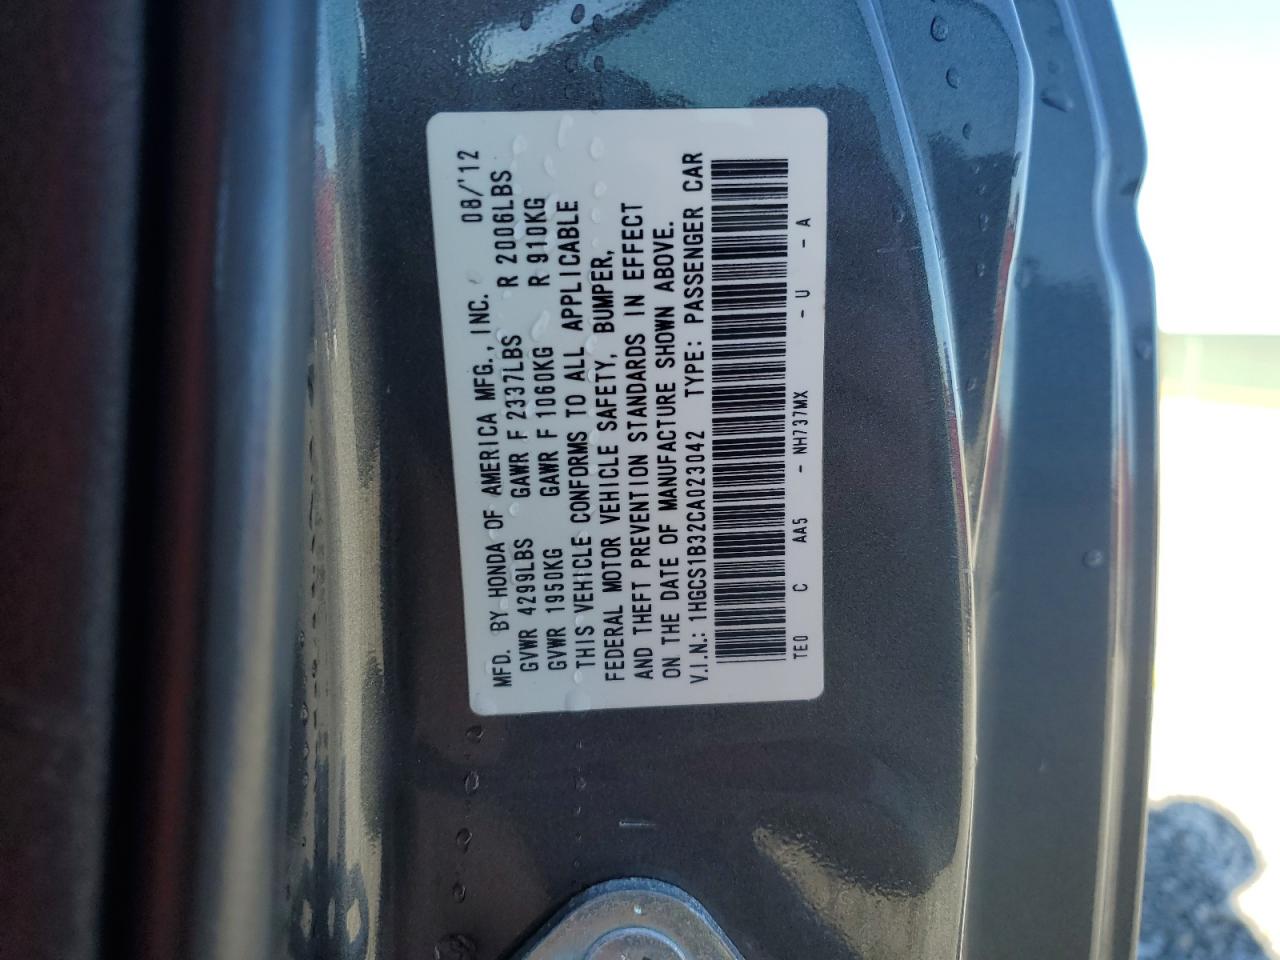 MFD. BY HONDA OF AMERICA MFG., INC. 08/'12
GVWR 4299LBS GAWR F 2337LBS R 2006LBS
GVWR 1950KG GAWR F 1060KG R 910KG
THIS VEHICLE CONFORMS TO ALL APPLICABLE
FEDERAL MOTOR VEHICLE SAFETY, BUMPER,
AND THEFT PREVENTION STANDARDS IN EFFECT
ON THE DATE OF MANUFACTURE SHOWN ABOVE.
V.I.N.: 1HGCS1B32CA023042 TYPE: PASSENGER CAR
TE0 C AA5 - NH737MX - U - A